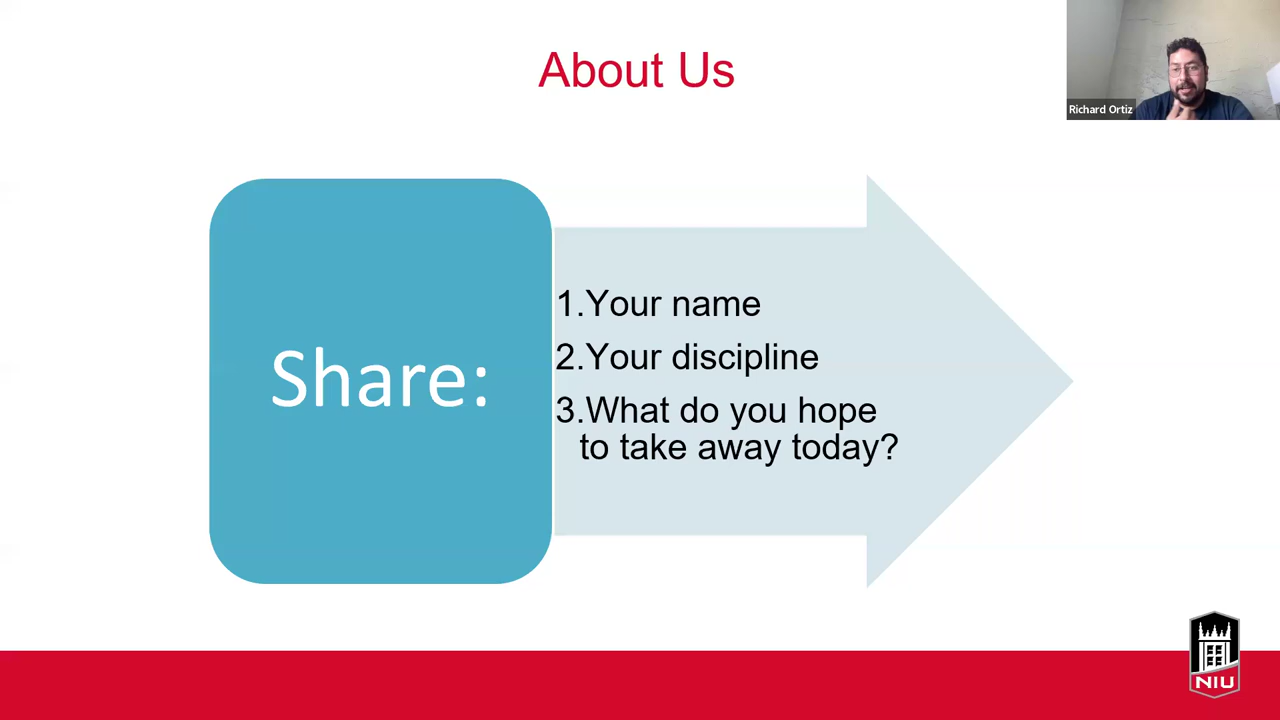 About Us
Richard Ortiz
Share:
1.Your name
2.Your discipline
3.What do you hope
to take away today?
NIU